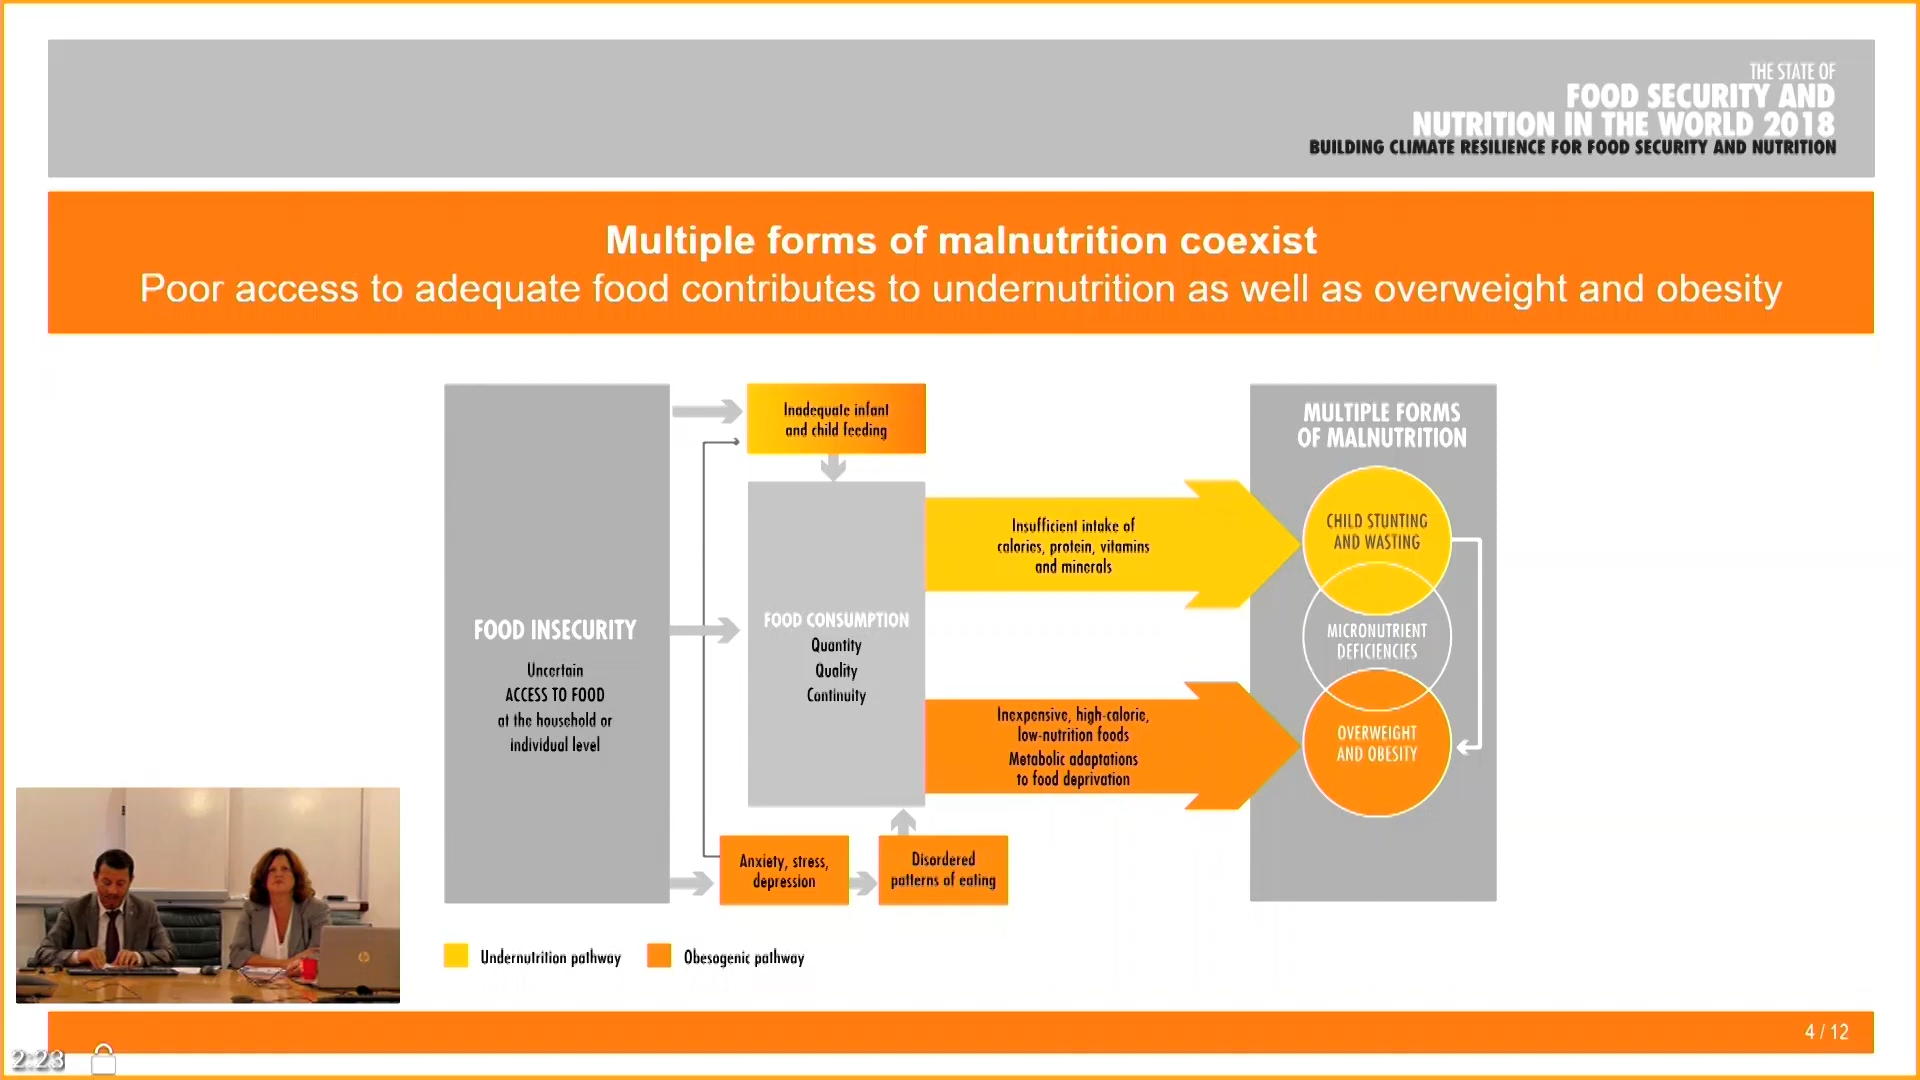 THE STATE OF
FOOD SECURITY AND
NUTRITION IN THE WORLD 2018
BUILDING CLIMATE RESILIENCE FOR FOOD SECURITY AND NUTRITION
Multiple forms of malnutrition coexist
Poor access to adequate food contributes to undernutrition as well as overweight and obesity
FOOD INSECURITY
Uncertain
ACCESS TO FOOD
at the household or
individual level
Inadequate infant
and child feeding
FOOD CONSUMPTION
Quantity
Quality
Continuity
Anxiety, stress,
depression
Disordered
patterns of eating
Insufficient intake of
calories, protein, vitamins
and minerals
Inexpensive, high-calorie,
low-nutrition foods
Metabolic adaptations
to food deprivation
MULTIPLE FORMS
OF MALNUTRITION
CHILD STUNTING
AND WASTING
MICRONUTRIENT
DEFICIENCIES
OVERWEIGHT
AND OBESITY
Undernutrition pathway
Obesogenic pathway
4 / 12
2:23